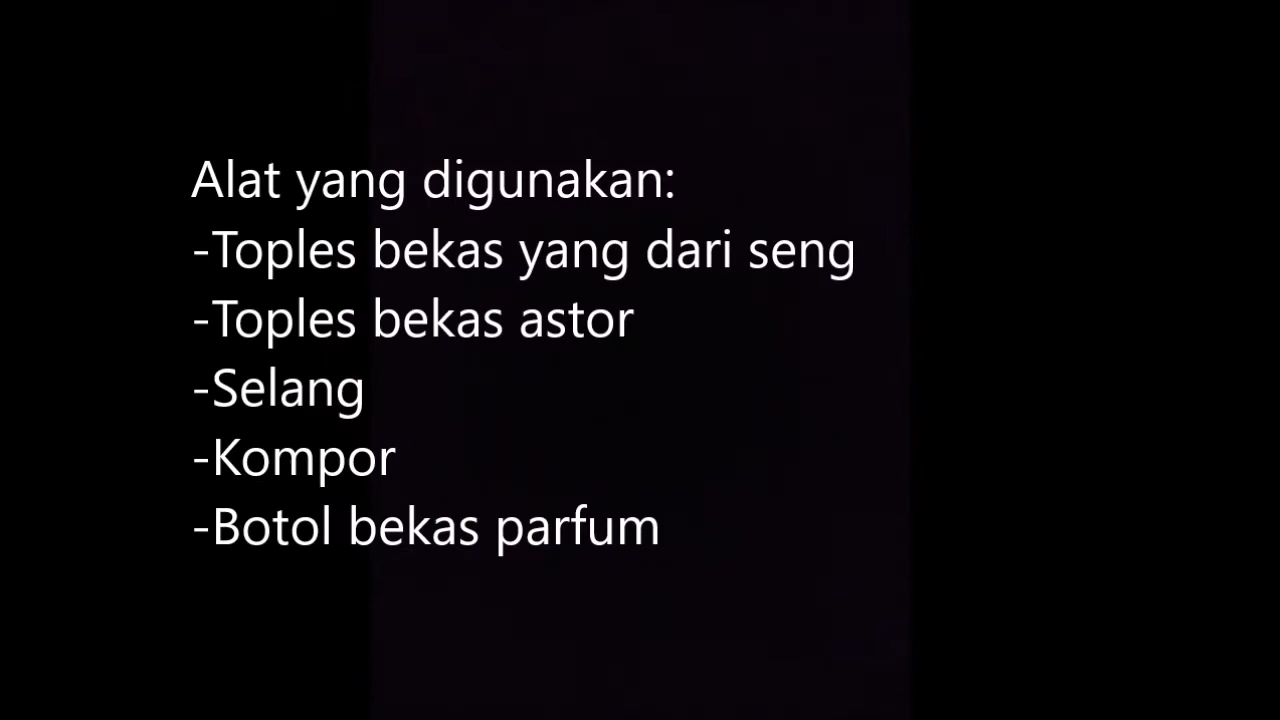 Alat yang digunakan:
-Toples bekas yang dari seng
-Toples bekas astor
-Selang
-Kompor
-Botol bekas parfum